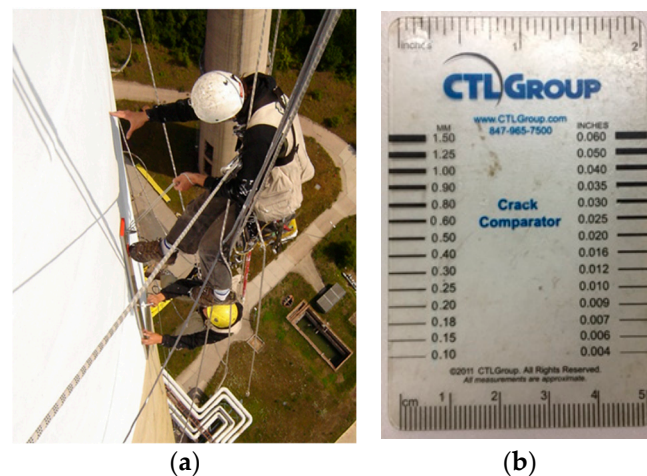 inches 1 2
CTLGROUP
www.CTLGroup.com
847-965-7500
MM INCHES
1.50 0.060
1.25 0.050
1.00 0.040
0.90 0.035
0.80 0.030
0.60 0.025
0.50 0.020
0.40 0.016
0.30 0.012
0.25 0.010
0.20 0.009
0.18 0.007
0.15 0.006
0.10 0.004
Crack
Comparator
©2011 CTLGroup. All Rights Reserved.
All measurements are approximate.
cm 1 2 3 4 5
(a) (b)